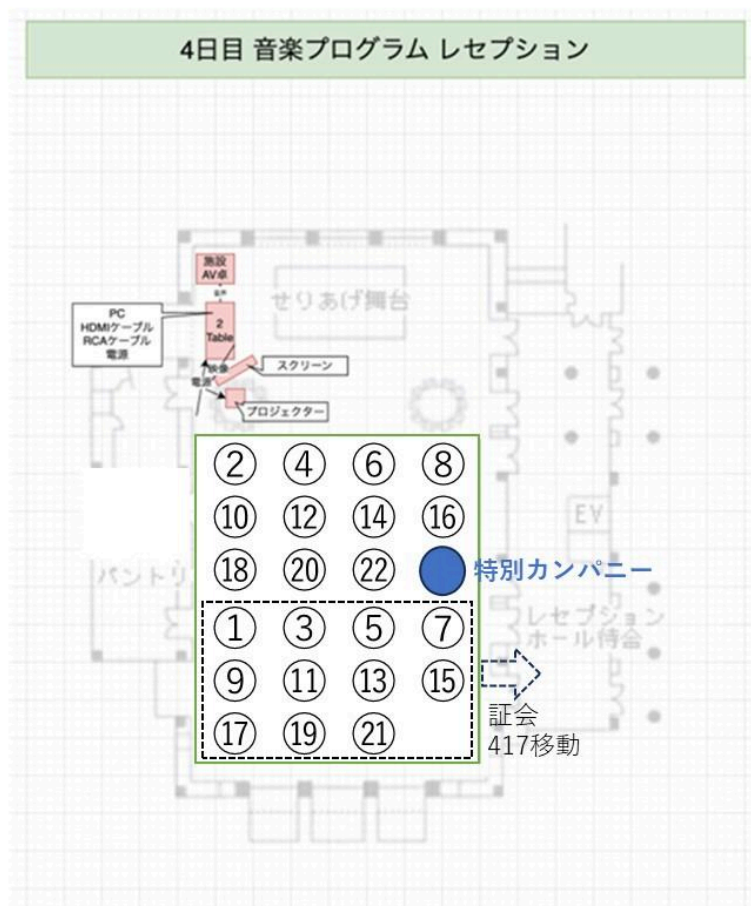 4日目 音楽プログラム レセプション
施設
AV卓
音声
せりあげ舞台
PC
HDMIケーブル
RCAケーブル
電源
2
Table
映像
電源
スクリーン
プロジェクター
② ④ ⑥ ⑧
⑩ ⑫ ⑭ ⑯
EV
⑱ ⑳ ㉒
特別カンパニー
パントリ
① ③ ⑤ ⑦
レセプション
ホール待合
⑨ ⑪ ⑬ ⑮
⑰ ⑲ ㉑
証会
417移動